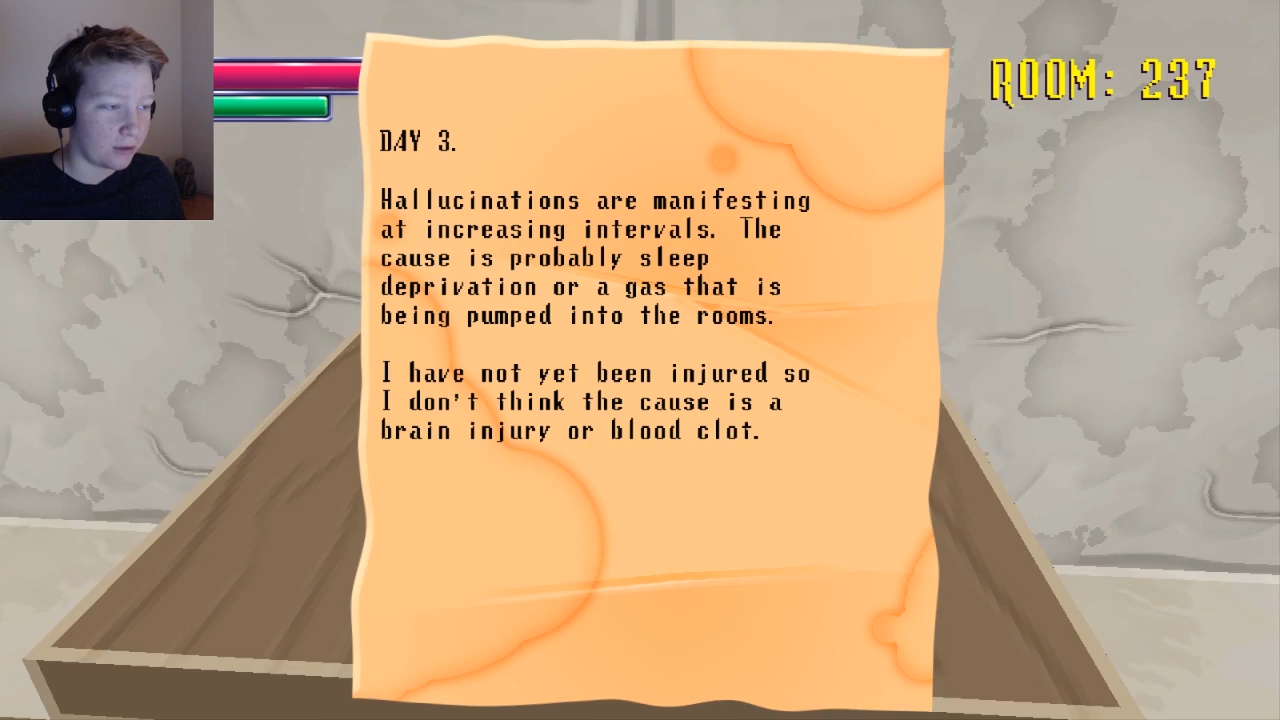 ROOM: 237
DAY 3.
Hallucinations are manifesting
at increasing intervals. The
cause is probably sleep
deprivation or a gas that is
being pumped into the rooms.
I have not yet been injured so
I don't think the cause is a
brain injury or blood clot.